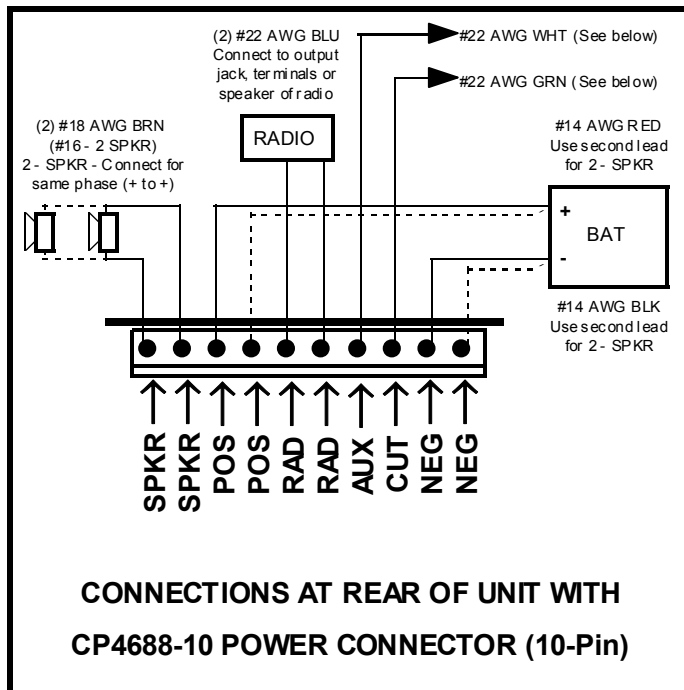 (2) #22 AWG BLU
Connect to output
jack, terminals or
speaker of radio
#22 AWG WHT (See below)
#22 AWG GRN (See below)
(2) #18 AWG BRN
(#16 - 2 SPKR)
2 - SPKR - Connect for
same phase (+ to +)
RADIO
#14 AWG RED
Use second lead
for 2 - SPKR
+
BAT
-
#14 AWG BLK
Use second lead
for 2 - SPKR
SPKR
SPKR
POS
POS
RAD
RAD
AUX
CUT
NEG
NEG
CONNECTIONS AT REAR OF UNIT WITH
CP4688-10 POWER CONNECTOR (10-Pin)